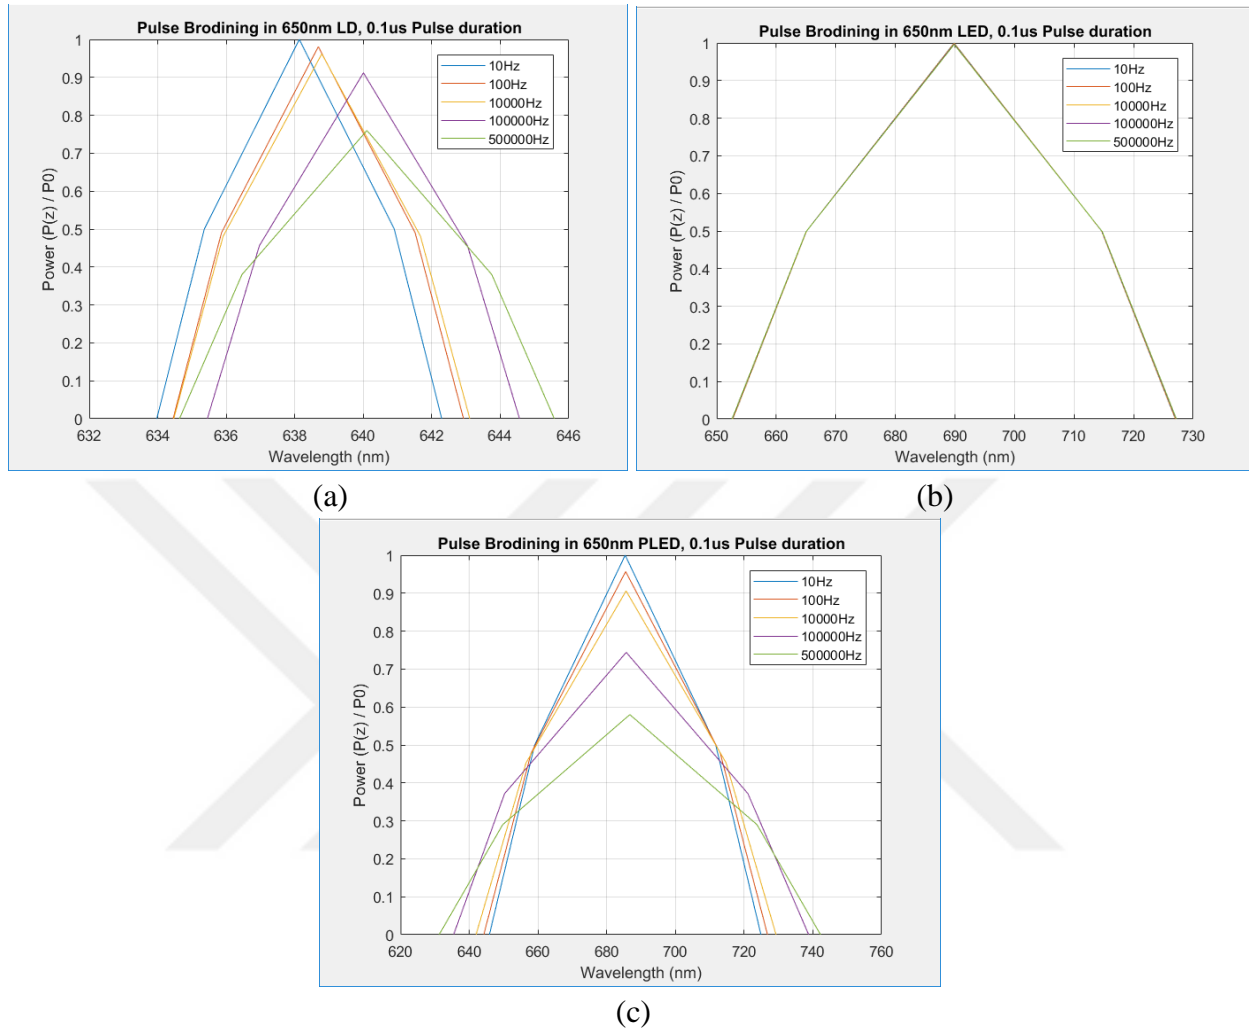 Pulse Brodining in 650nm LD, 0.1us Pulse duration
Power (P(z) / P0)
1
0.9
0.8
0.7
0.6
0.5
0.4
0.3
0.2
0.1
0
632 634 636 638 640 642 644 646
Wavelength (nm)
10Hz
100Hz
10000Hz
100000Hz
500000Hz
(a)
Pulse Brodining in 650nm LED, 0.1us Pulse duration
Power (P(z) / P0)
1
0.9
0.8
0.7
0.6
0.5
0.4
0.3
0.2
0.1
0
650 660 670 680 690 700 710 720 730
Wavelength (nm)
10Hz
100Hz
10000Hz
100000Hz
500000Hz
(b)
Pulse Brodining in 650nm PLED, 0.1us Pulse duration
Power (P(z) / P0)
1
0.9
0.8
0.7
0.6
0.5
0.4
0.3
0.2
0.1
0
620 640 660 680 700 720 740 760
Wavelength (nm)
10Hz
100Hz
10000Hz
100000Hz
500000Hz
(c)